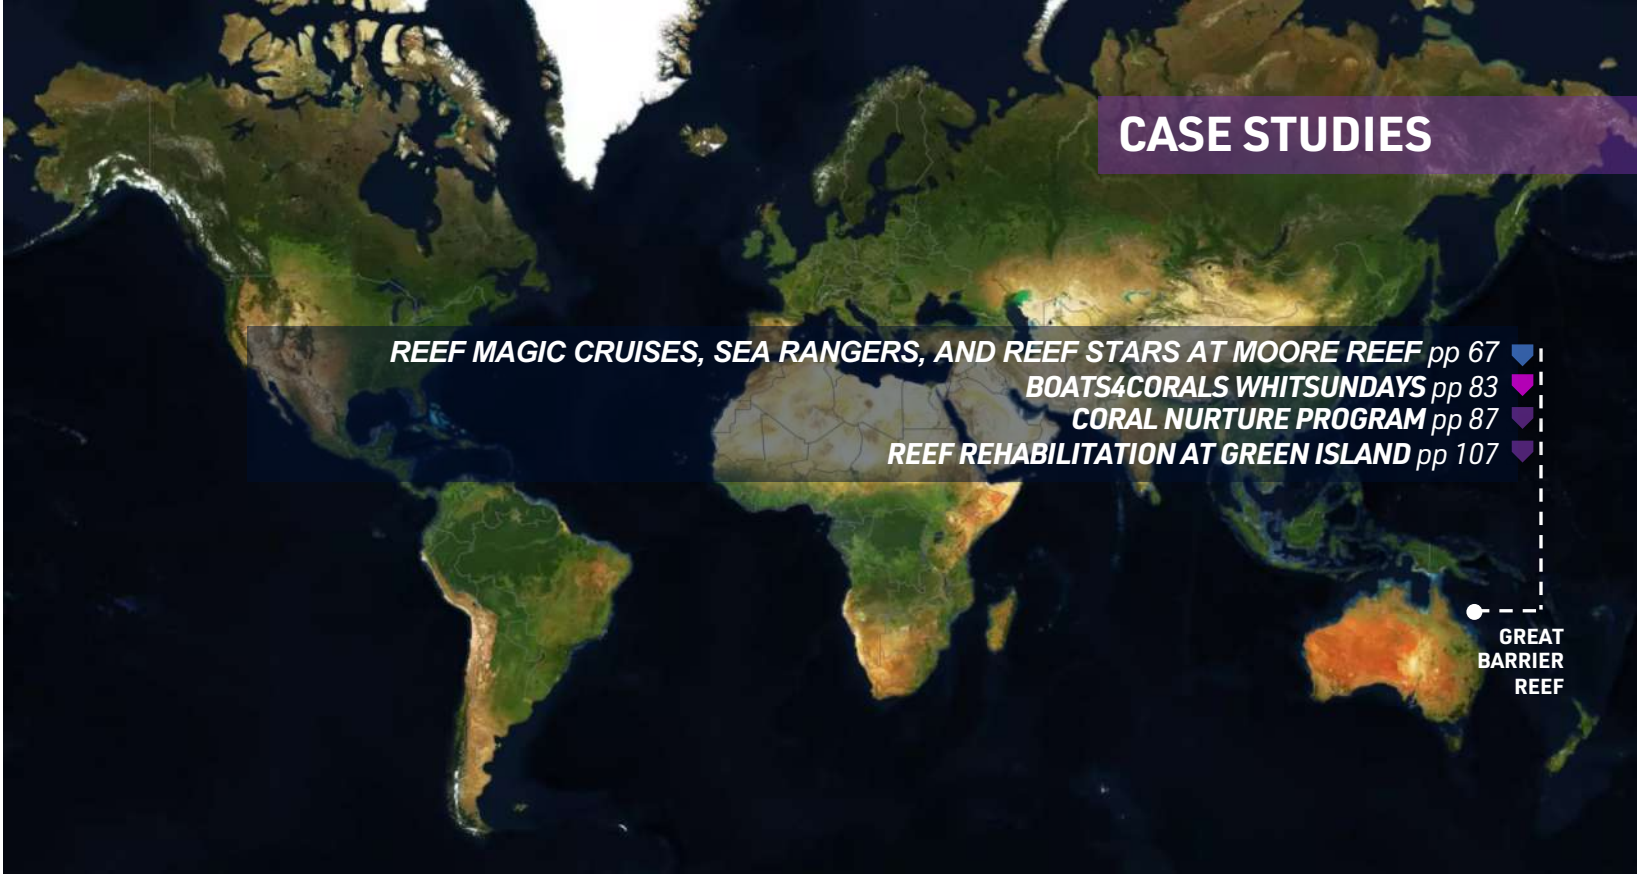 CASE STUDIES
REEF MAGIC CRUISES, SEA RANGERS, AND REEF STARS AT MOORE REEF pp 67
BOATS4CORALS WHITSUNDAYS pp 83
CORAL NURTURE PROGRAM pp 87
REEF REHABILITATION AT GREEN ISLAND pp 107
GREAT
BARRIER
REEF